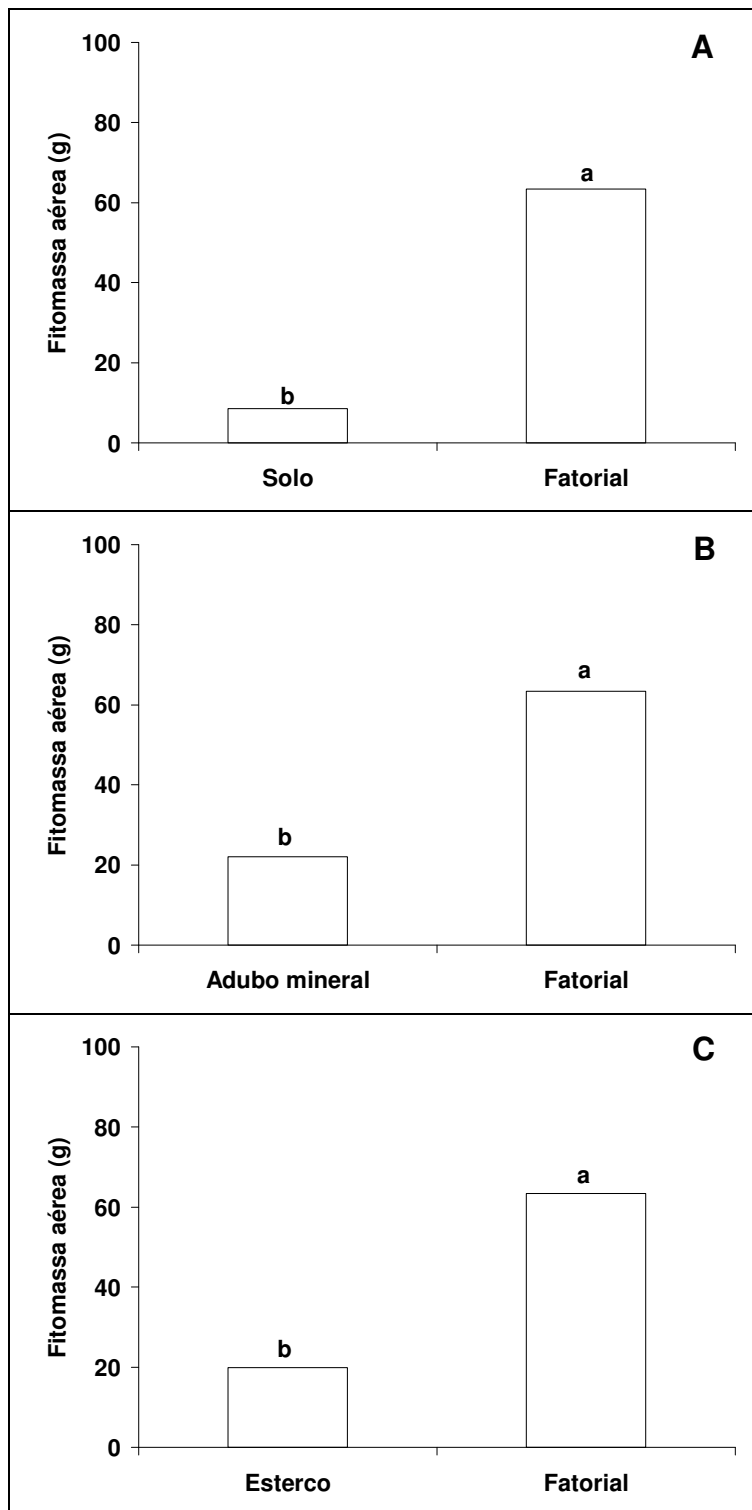 A
Fitomassa aérea (g)
100
80
60
40
20
0
b
a
Solo Fatorial
B
Fitomassa aérea (g)
100
80
60
40
20
0
b
a
Adubo mineral Fatorial
C
Fitomassa aérea (g)
100
80
60
40
20
0
b
a
Esterco Fatorial